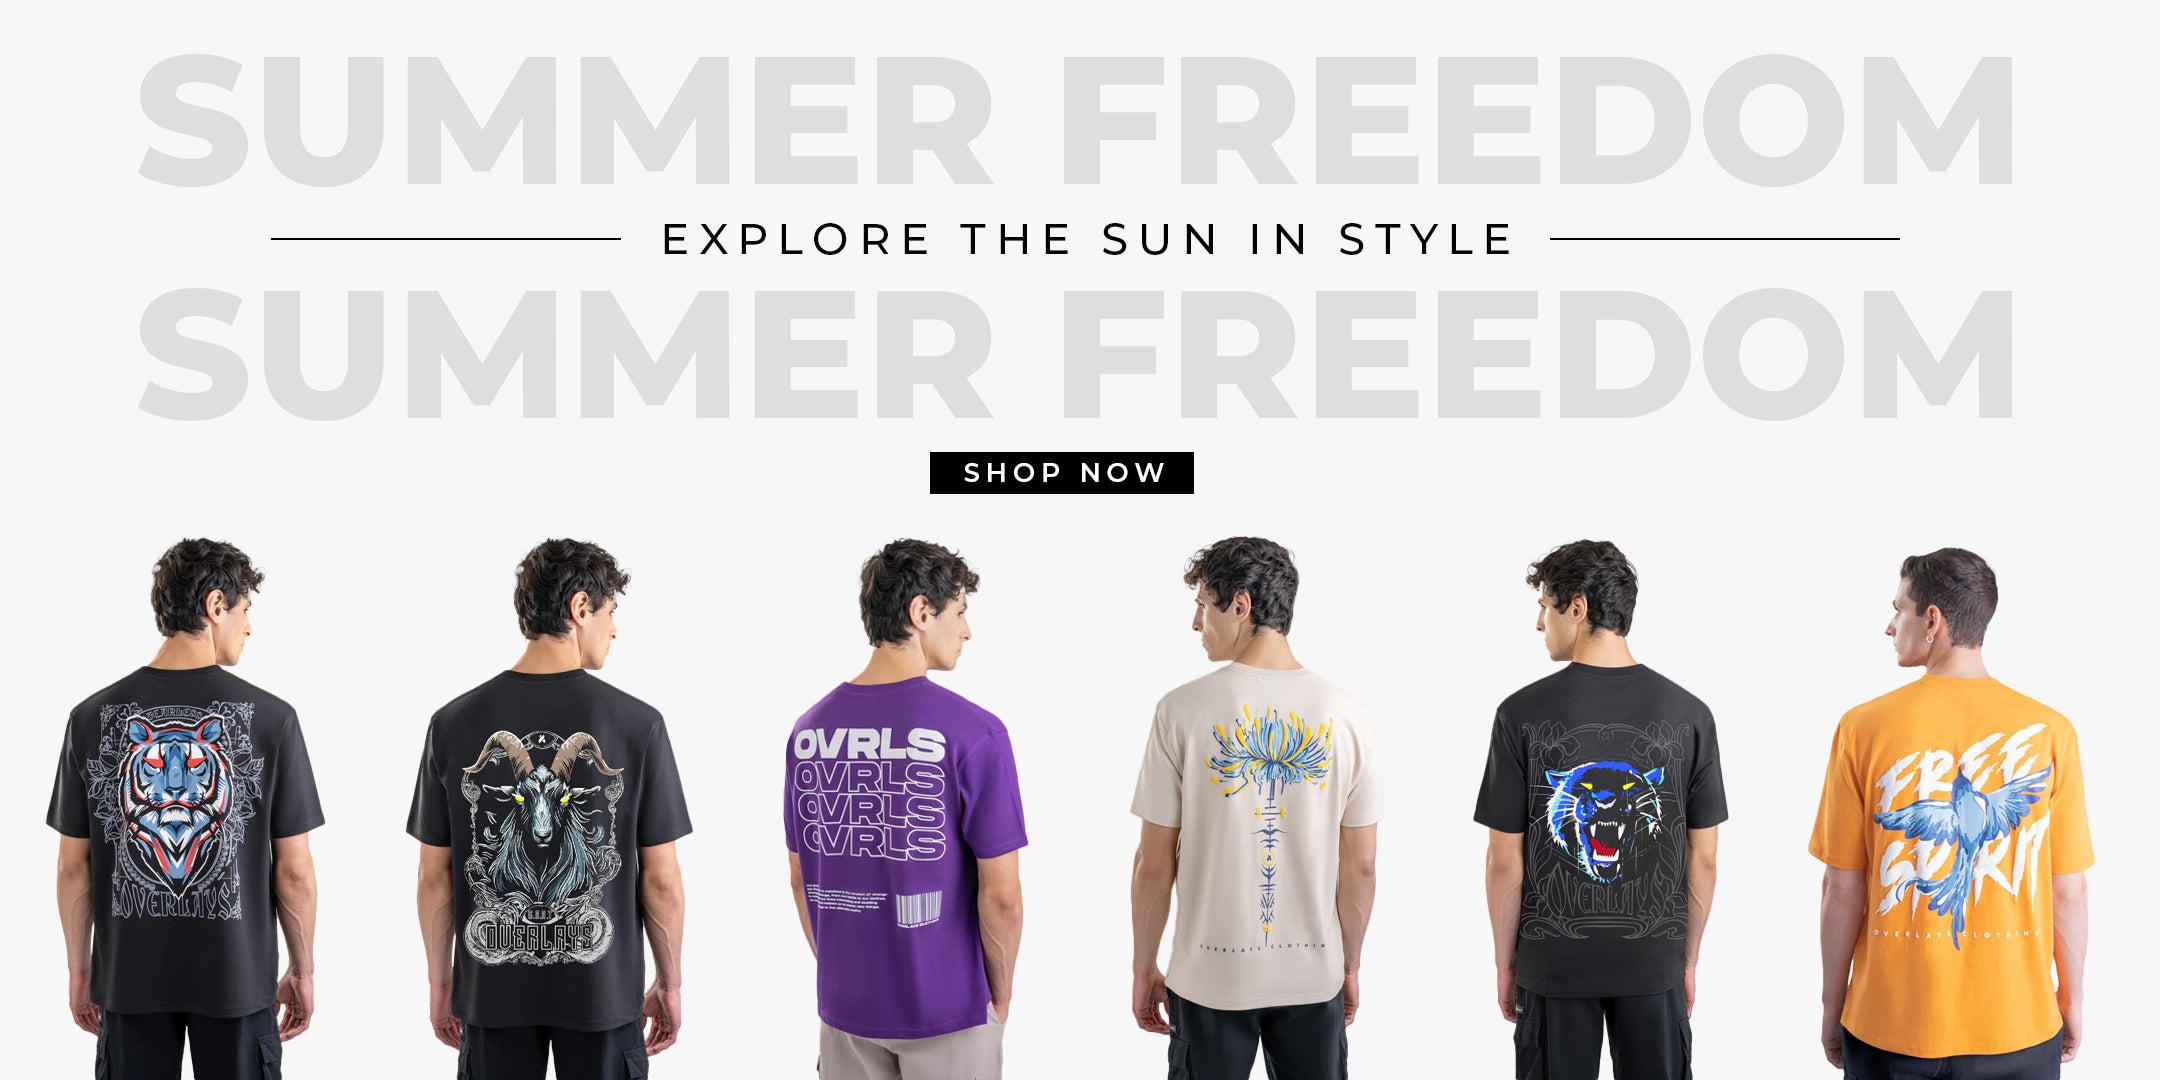 SUMMER FREEDOM
EXPLORE THE SUN IN STYLE
SUMMER FREEDOM
SHOP NOW
FEARLESS
OVERLAYS
G.O.A.T
OVERLAYS
OVRLS
OVRLS
OVRLS
OVRLS
OVERLAYS CLOTHING
OVERLAYS
FREE
SPIRIT
OVERLAYS CLOTHING